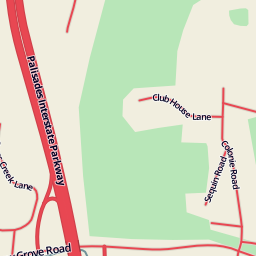 Palisades Interstate Parkway
Club House Lane
Colonie Road
Sequin Road
Creek Lane
Grove Road